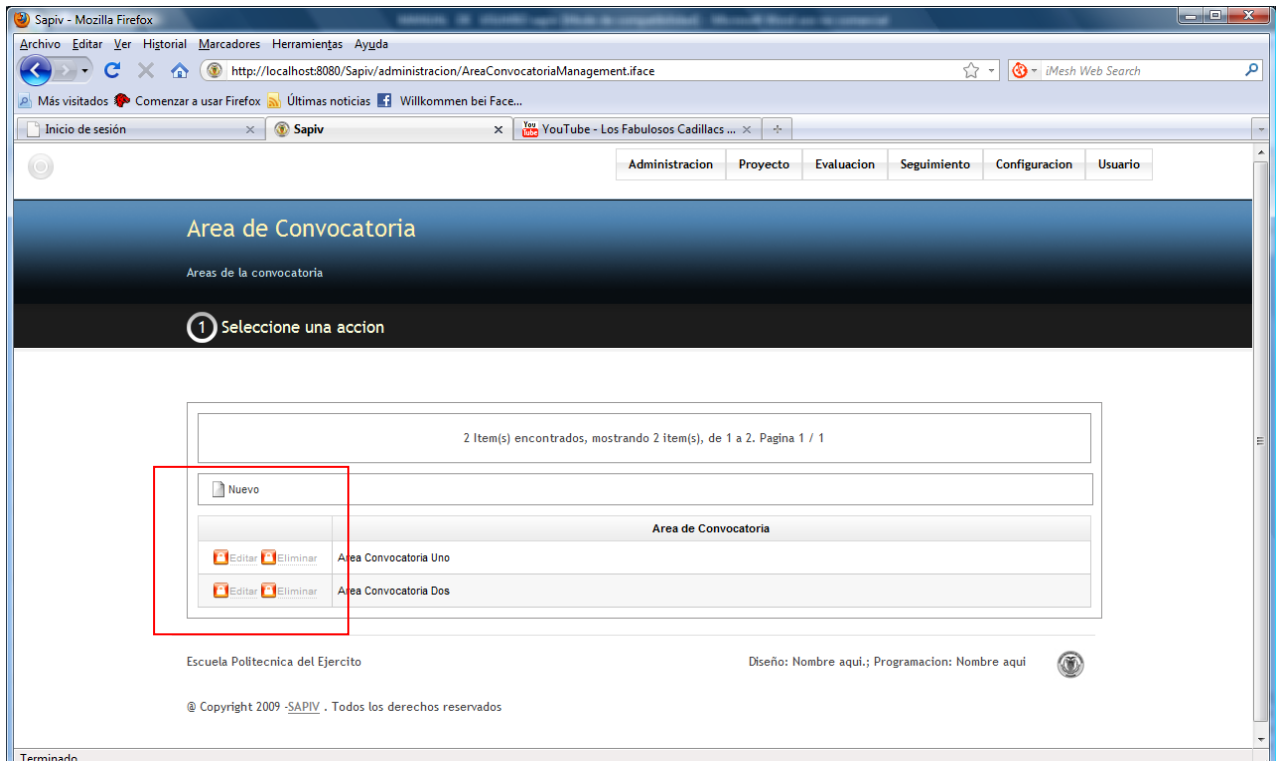 Sapiv - Mozilla Firefox
Archivo Editar Ver Historial Marcadores Herramientas Ayuda
http://localhost:8080/Sapiv/administracion/AreaConvocatoriaManagement.iface iMesh Web Search
Más visitados Comenzar a usar Firefox Últimas noticias Willkommen bei Face...
Inicio de sesión Sapiv You Tube YouTube - Los Fabulosos Cadillacs ...
Administracion Proyecto Evaluacion Seguimiento Configuracion Usuario
Area de Convocatoria
Areas de la convocatoria
1 Seleccione una accion
2 Item(s) encontrados, mostrando 2 item(s), de 1 a 2. Pagina 1 / 1
Nuevo
Area de Convocatoria
Editar Eliminar Area Convocatoria Uno
Editar Eliminar Area Convocatoria Dos
Escuela Politecnica del Ejercito Diseño: Nombre aqui.; Programacion: Nombre aqui
@ Copyright 2009 -SAPIV . Todos los derechos reservados
Terminado